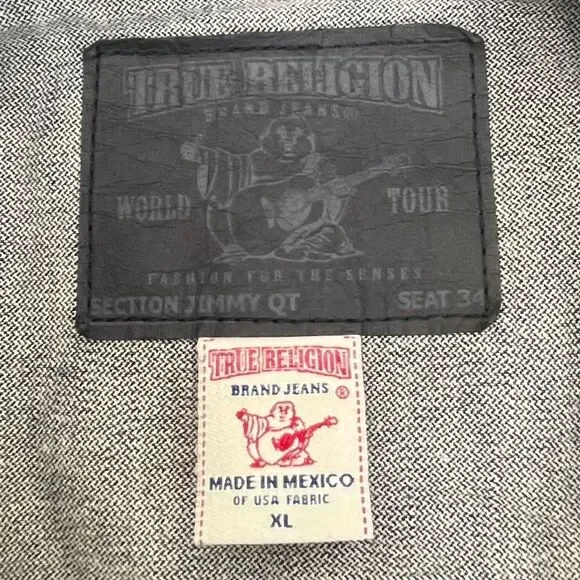 TRUE RELIGION
BRAND JEANS
WORLD TOUR
FASHION FOR THE SENSES
SECTION JIMMY QT SEAT 34
TRUE RELIGION
BRAND JEANS ®
MADE IN MEXICO
OF USA FABRIC
XL